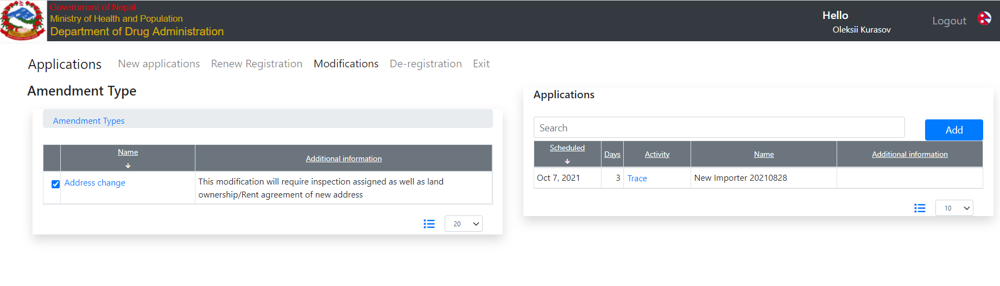 Government of Nepal
Ministry of Health and Population
Department of Drug Administration
Hello
Oleksii Kurasov
Logout
Applications New applications Renew Registration Modifications De-registration Exit
Amendment Type
Amendment Types
Name Additional information
Address change This modification will require inspection assigned as well as land
ownership/Rent agreement of new address
20
Applications
Search Add
Scheduled Days Activity Name Additional information
Oct 7, 2021 3 Trace New Importer 20210828
10